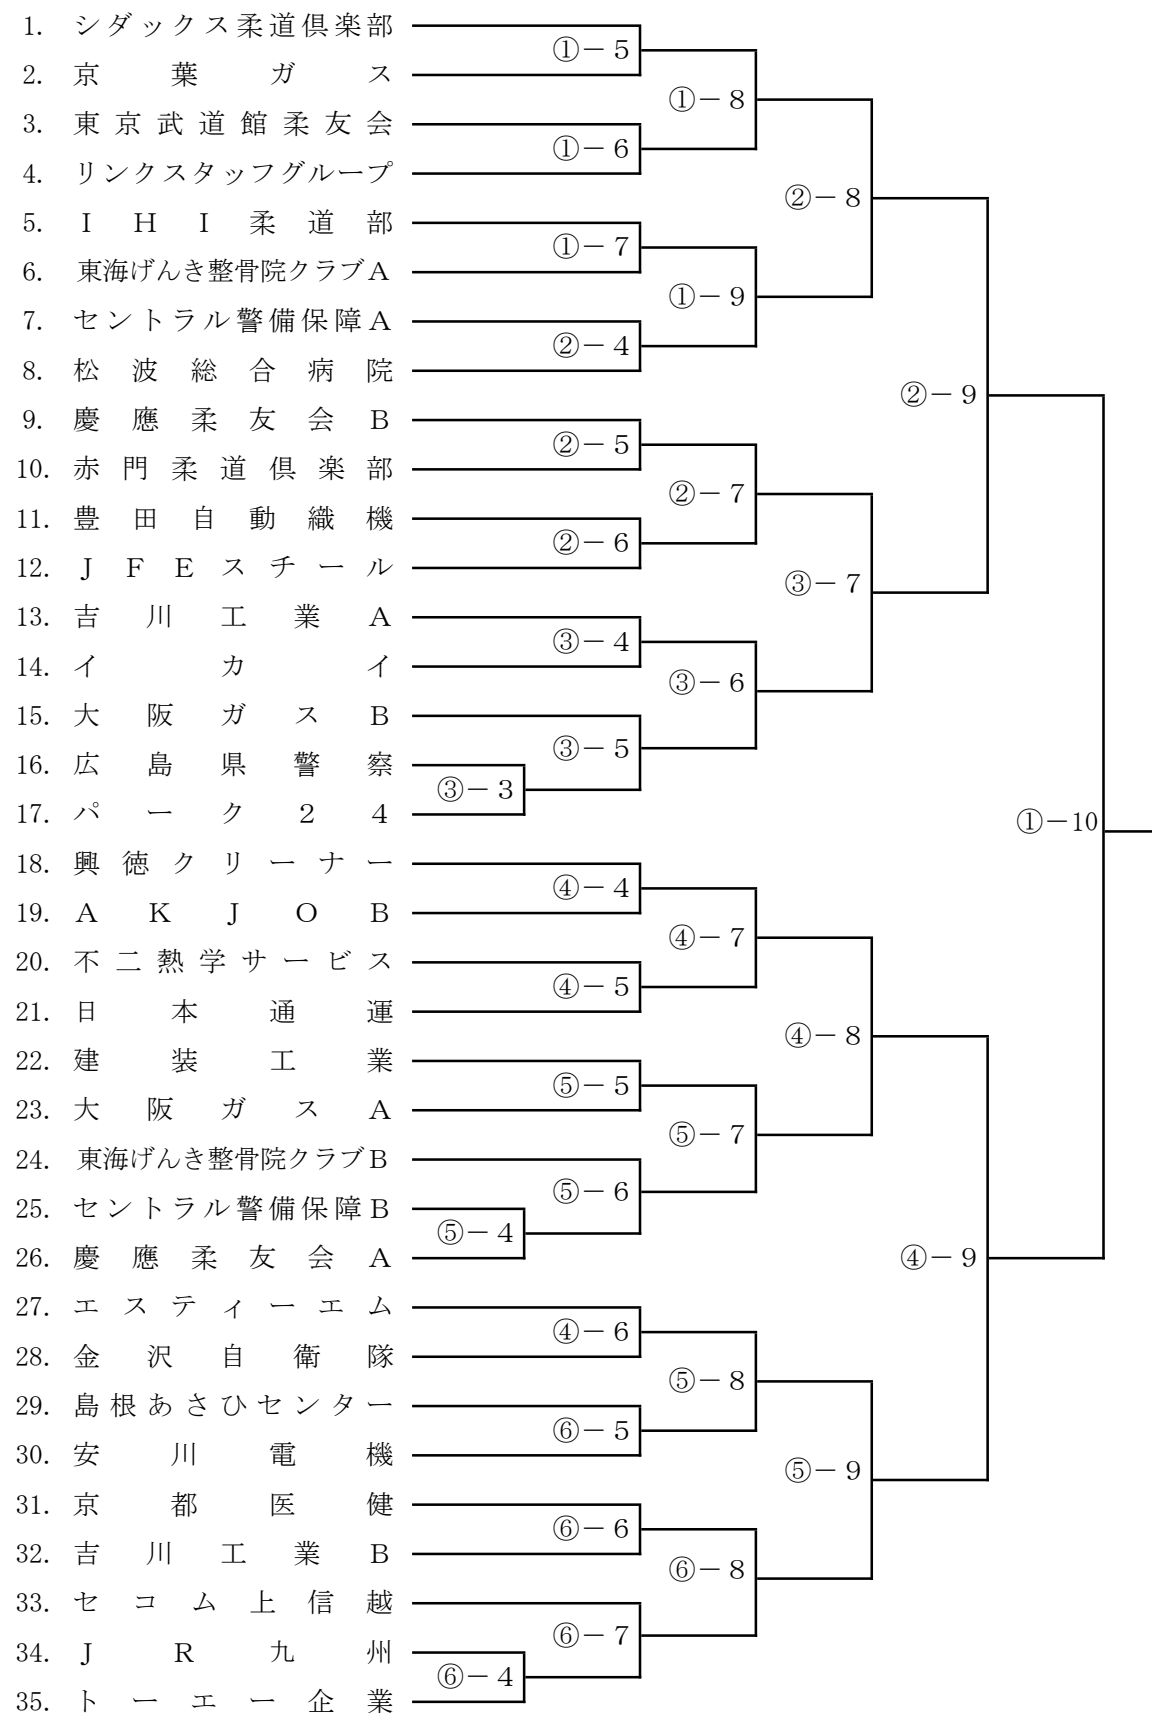 1. シダックス柔道倶楽部
①－5
2. 京葉ガス
①－8
3. 東京武道館柔友会
①－6
4. リンクスタッフグループ
②－8
5. ＩＨＩ柔道部
①－7
6. 東海げんき整骨院クラブＡ
①－9
7. セントラル警備保障Ａ
②－4
8. 松波総合病院
②－9
9. 慶應柔友会Ｂ
②－5
10. 赤門柔道倶楽部
②－7
11. 豊田自動織機
②－6
12. ＪＦＥスチール
③－7
13. 吉川工業Ａ
③－4
14. イカイ
③－6
15. 大阪ガスＢ
③－5
16. 広島県警察
③－3
17. パーク２４
①－10
18. 興徳クリーナー
④－4
19. ＡＫＪＯＢ
④－7
20. 不二熱学サービス
④－5
21. 日本通運
④－8
22. 建装工業
⑤－5
23. 大阪ガスＡ
⑤－7
24. 東海げんき整骨院クラブＢ
⑤－6
25. セントラル警備保障Ｂ
⑤－4
26. 慶應柔友会Ａ
④－9
27. エスティーエム
④－6
28. 金沢自衛隊
⑤－8
29. 島根あさひセンター
⑥－5
30. 安川電機
⑤－9
31. 京都医健
⑥－6
32. 吉川工業Ｂ
⑥－8
33. セコム上信越
⑥－7
34. ＪＲ九州
⑥－4
35. トーエー企業